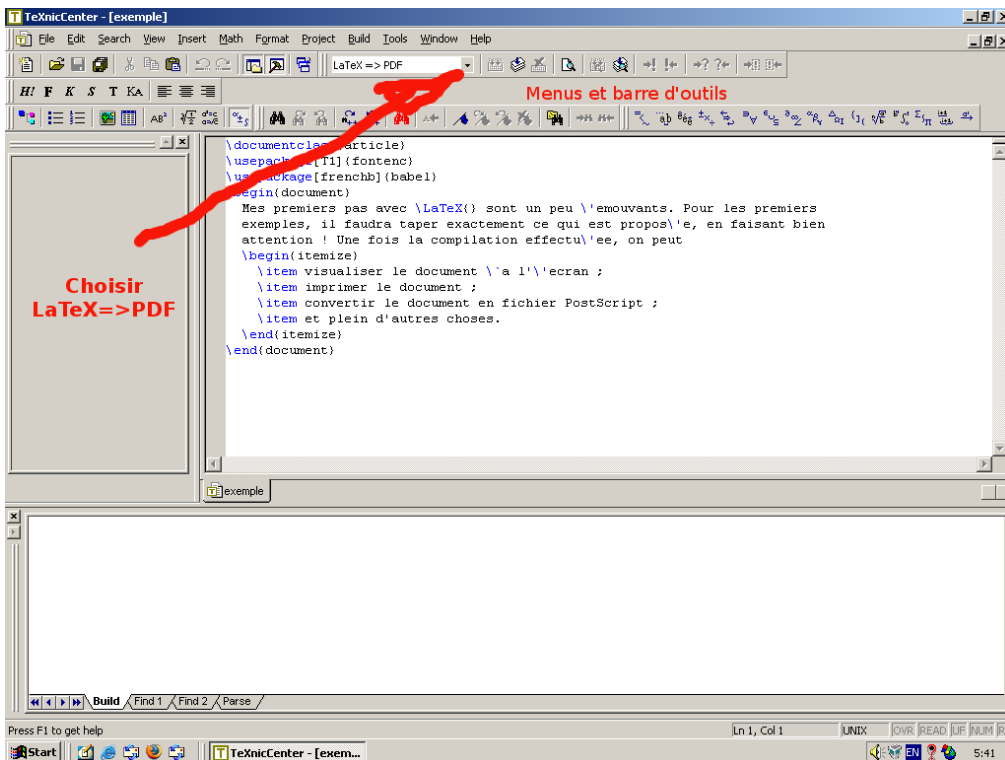 TeXnicCenter - [exemple]
File Edit Search View Insert Math Format Project Build Tools Window Help
LaTeX => PDF
H! F K S T KA
Menus et barre d'outils
\documentclass{article}
\usepackage[T1]{fontenc}
\usepackage[frenchb]{babel}
\begin{document}
Mes premiers pas avec \LaTeX{} sont un peu \'emouvants. Pour les premiers
exemples, il faudra taper exactement ce qui est propos\'e, en faisant bien
attention ! Une fois la compilation effectu\'ee, on peut
\begin{itemize}
\item visualiser le document \`a l'\'ecran ;
\item imprimer le document ;
\item convertir le document en fichier PostScript ;
\item et plein d'autres choses.
\end{itemize}
\end{document}
Choisir
LaTeX=>PDF
exemple
Build Find 1 Find 2 Parse
Press F1 to get help Ln 1, Col 1 UNIX OVR READ UF NUM R
Start TeXnicCenter - [exem... EN 5:41